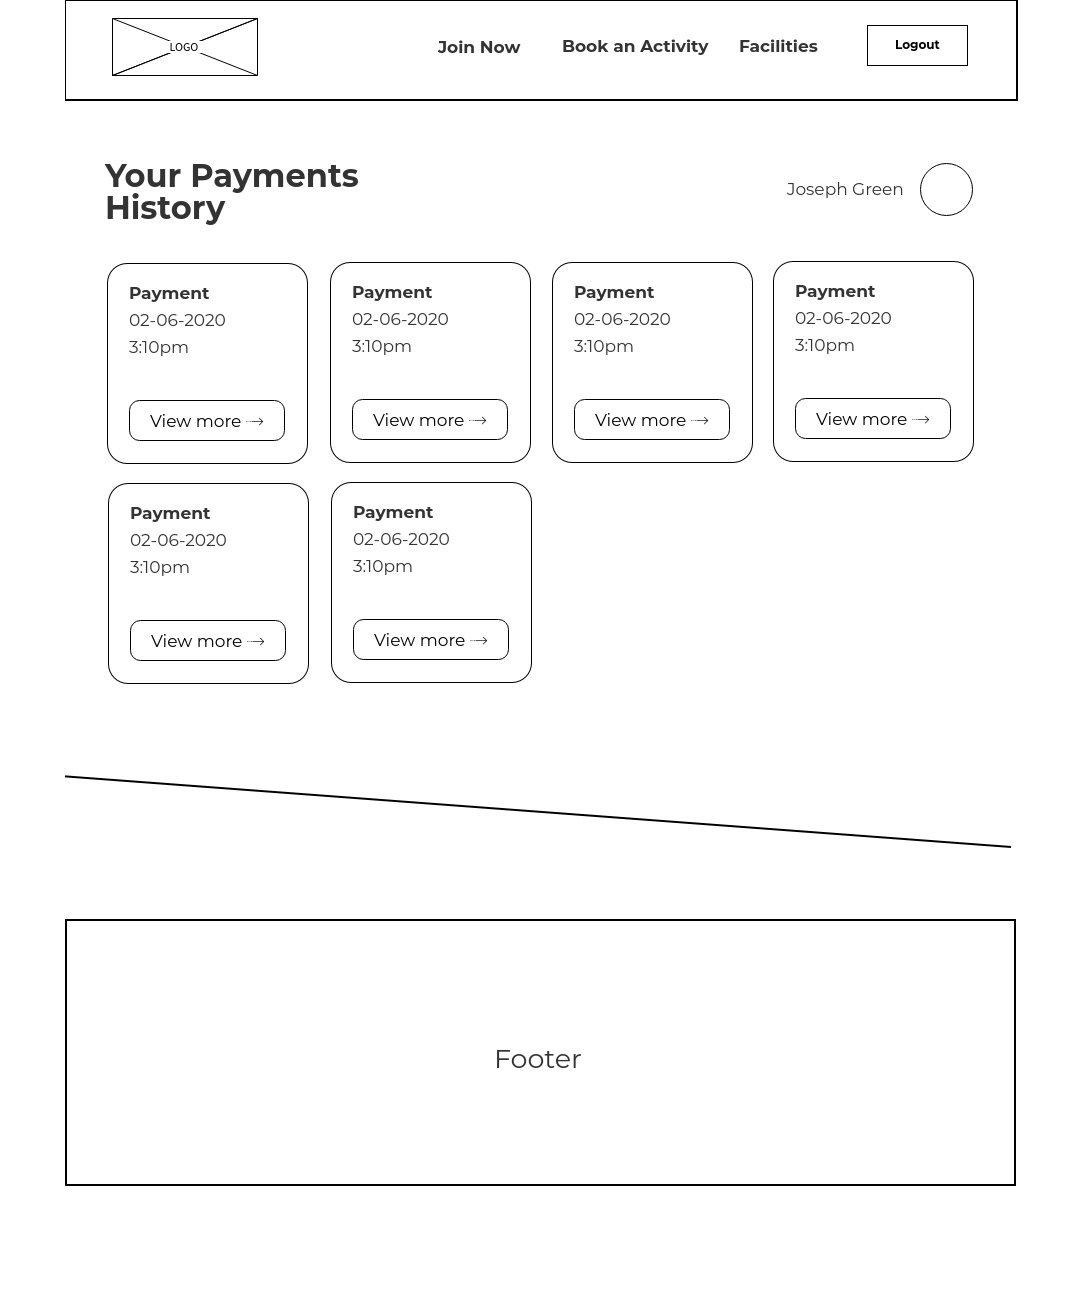 LOGO
Join Now
Book an Activity
Facilities
Logout
Your Payments
History
Joseph Green
Payment
02-06-2020
3:10pm
View more
Payment
02-06-2020
3:10pm
View more
Payment
02-06-2020
3:10pm
View more
Payment
02-06-2020
3:10pm
View more
Payment
02-06-2020
3:10pm
View more
Payment
02-06-2020
3:10pm
View more
Footer